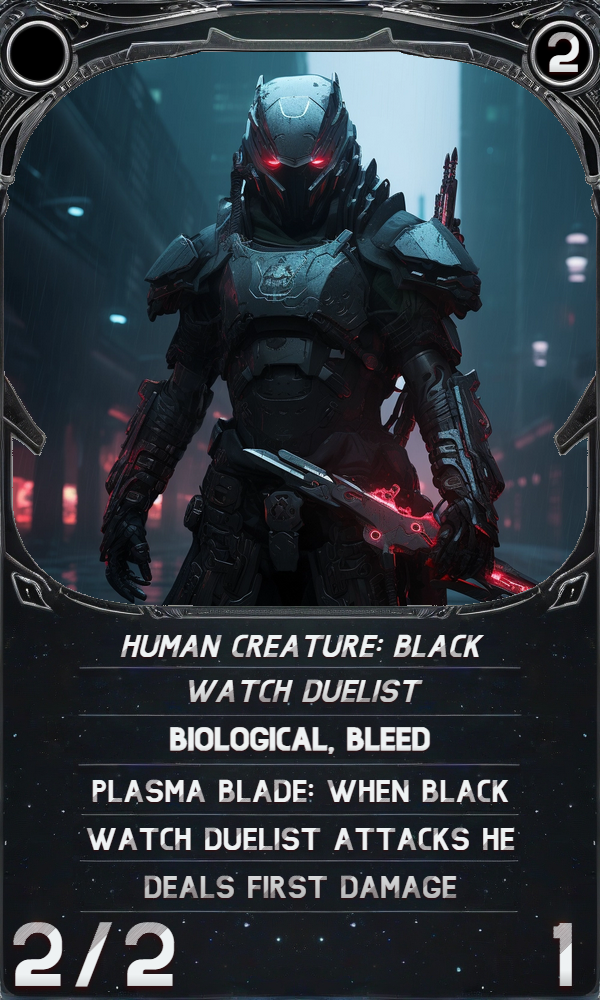 2
HUMAN CREATURE: BLACK
WATCH DUELIST
BIOLOGICAL, BLEED
PLASMA BLADE: WHEN BLACK
WATCH DUELIST ATTACKS HE
DEALS FIRST DAMAGE
2/2
1